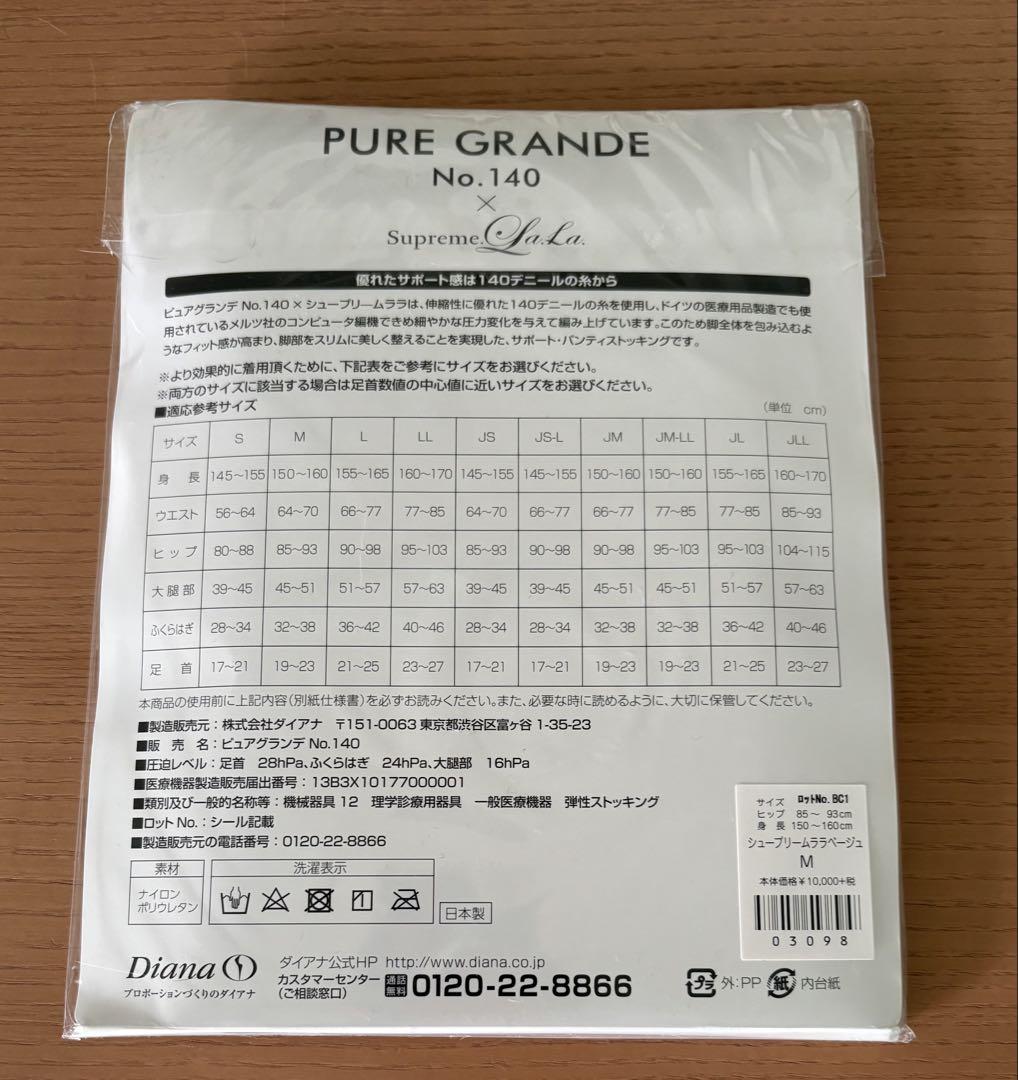 PURE GRANDE
No.140
×
Supreme.La.La.
優れたサポート感は140デニールの糸から
ピュアグランデ No.140×シュープリームララは、伸縮性に優れた140デニールの糸を使用し、ドイツの医療用品製造でも使
用されているメルツ社のコンピュータ編機できめ細やかな圧力変化を与えて編み上げています。このため脚全体を包み込むよ
うなフィット感が高まり、脚部をスリムに美しく整えることを実現した、サポート・パンティストッキングです。
※より効果的に着用頂くために、下記表をご参考にサイズをお選びください。
※両方のサイズに該当する場合は足首数値の中心値に近いサイズをお選びください。
■適応参考サイズ （単位 cm）
サイズ S M L LL JS JS-L JM JM-LL JL JLL
身長 145〜155 150〜160 155〜165 160〜170 145〜155 145〜155 150〜160 150〜160 155〜165 160〜170
ウエスト 56〜64 64〜70 66〜77 77〜85 64〜70 66〜77 66〜77 77〜85 77〜85 85〜93
ヒップ 80〜88 85〜93 90〜98 95〜103 85〜93 90〜98 90〜98 95〜103 95〜103 104〜115
大腿部 39〜45 45〜51 51〜57 57〜63 39〜45 39〜45 45〜51 45〜51 51〜57 57〜63
ふくらはぎ 28〜34 32〜38 36〜42 40〜46 28〜34 28〜34 32〜38 32〜38 36〜42 40〜46
足首 17〜21 19〜23 21〜25 23〜27 17〜21 17〜21 19〜23 19〜23 21〜25 23〜27
本商品の使用前に上記内容（別紙仕様書）を必ずお読みください。また、必要な時に読めるように、大切に保管してください。
■製造販売元：株式会社ダイアナ 〒151-0063 東京都渋谷区富ヶ谷 1-35-23
■販売名：ピュアグランデ No.140
■圧迫レベル：足首 28hPa、ふくらはぎ 24hPa、大腿部 16hPa
■医療機器製造販売届出番号：13B3X10177000001
■類別及び一般的名称等：機械器具 12 理学診療用器具 一般医療機器 弾性ストッキング
■ロット No.：シール記載
■製造販売元の電話番号：0120-22-8866
素材
ナイロン
ポリウレタン
洗濯表示
日本製
サイズ ロットNo. BC1
ヒップ 85〜 93cm
身長 150〜160cm
シュープリームララベージュ
M
本体価格￥10,000+税
03098
Diana
プロポーションづくりのダイアナ
ダイアナ公式HP http://www.diana.co.jp
カスタマーセンター
（ご相談窓口）
通話無料 0120-22-8866
プラ 外：PP 紙 内台紙